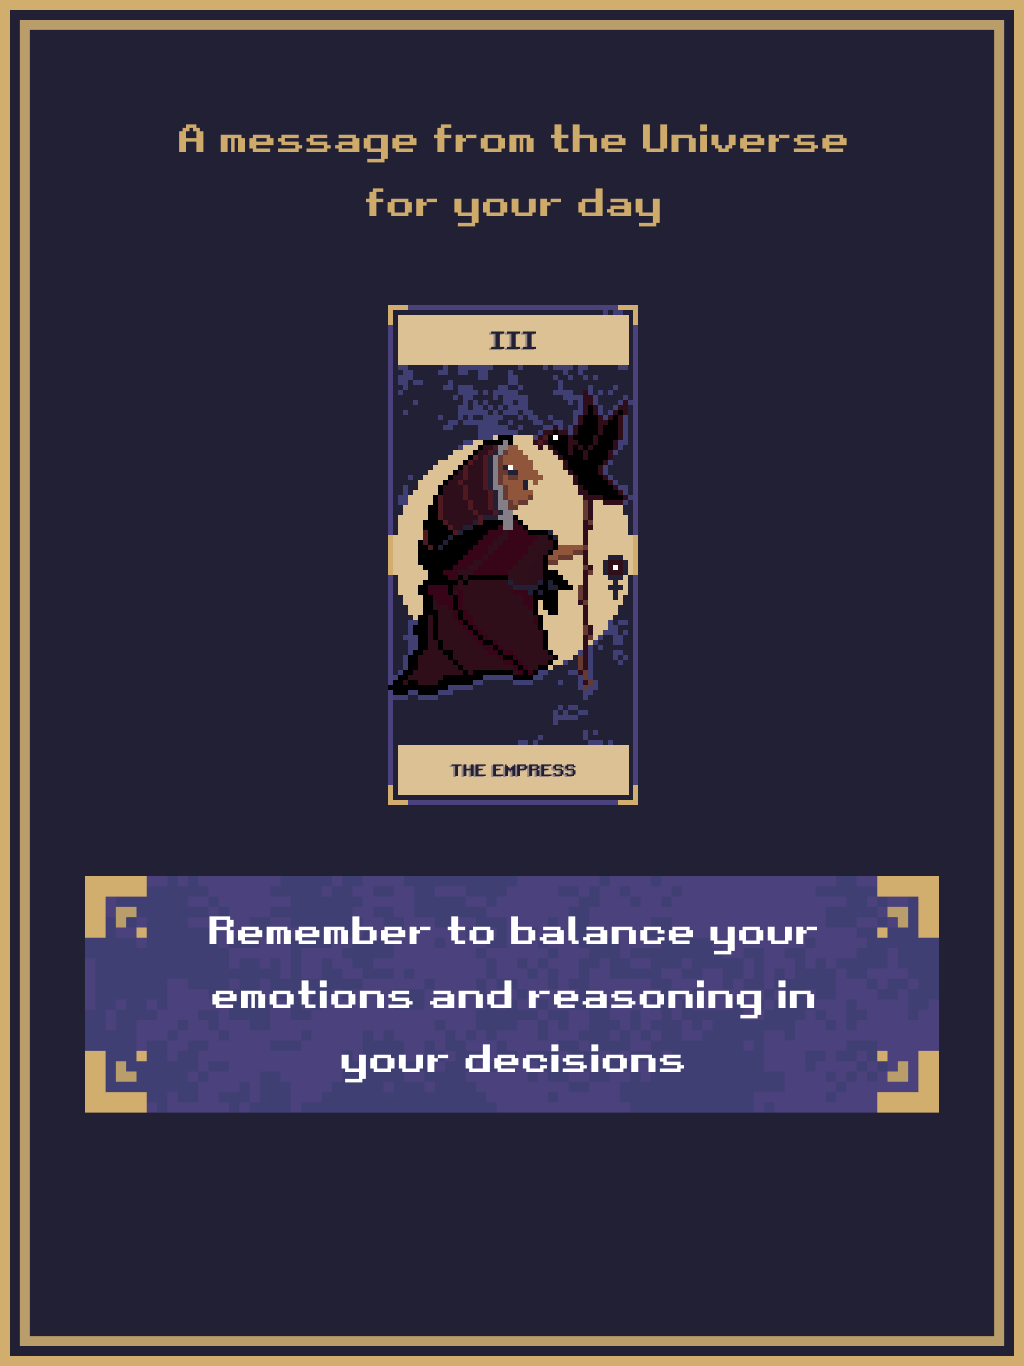 A message from the Universe
for your day
III
THE EMPRESS
Remember to balance your
emotions and reasoning in
your decisions